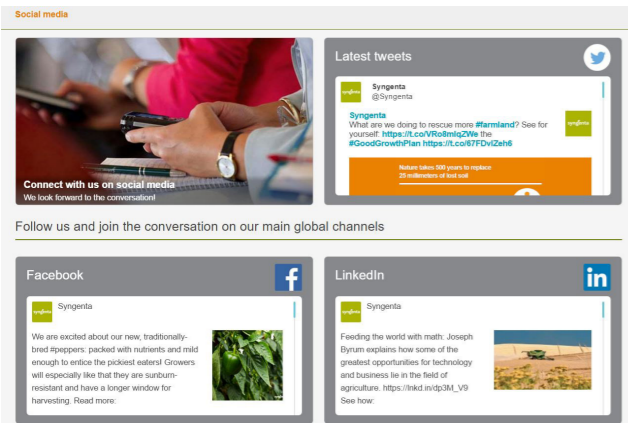 Social media
Connect with us on social media
We look forward to the conversation!
Latest tweets
syngenta
Syngenta
@Syngenta
Syngenta
What are we doing to rescue more #farmland? See for
yourself: https://t.co/VRo8mIqZWe the
#GoodGrowthPlan https://t.co/67FDvIZeh6
syngenta
Nature takes 500 years to replace
25 millimeters of lost soil
Follow us and join the conversation on our main global channels
Facebook
f
syngenta
Syngenta
We are excited about our new, traditionally-
bred #peppers: packed with nutrients and mild
enough to entice the pickiest eaters! Growers
will especially like that they are sunburn-
resistant and have a longer window for
harvesting. Read more:
LinkedIn
in
syngenta
Syngenta
Feeding the world with math: Joseph
Byrum explains how some of the
greatest opportunities for technology
and business lie in the field of
agriculture. https://lnkd.in/dp3M_V9
See how: